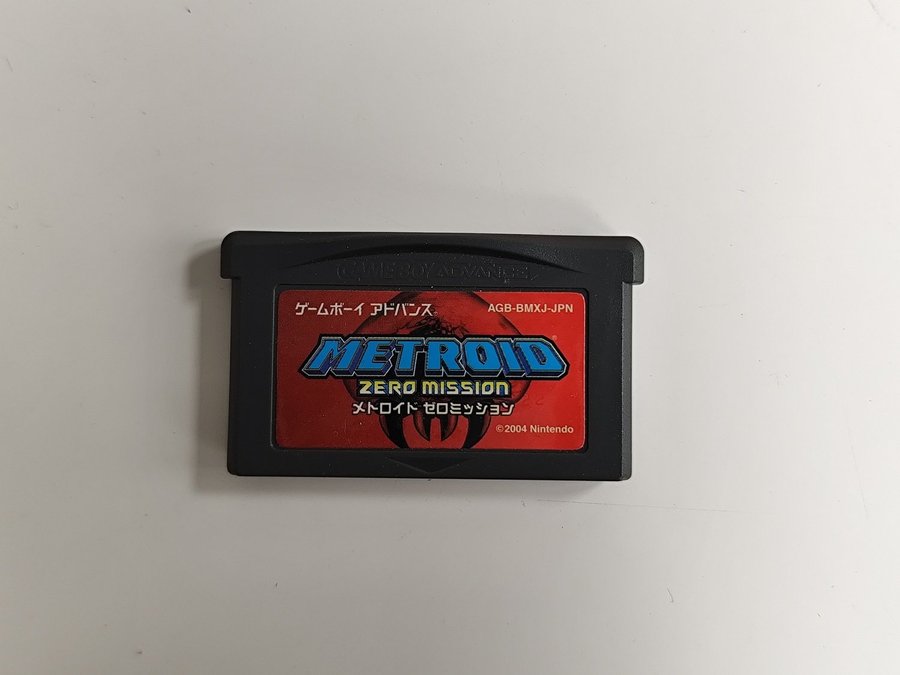 GAME BOY ADVANCE
ゲームボーイ アドバンス®
AGB-BMXJ-JPN
METROID®
ZERO MISSION
メトロイド ゼロミッション
©2004 Nintendo